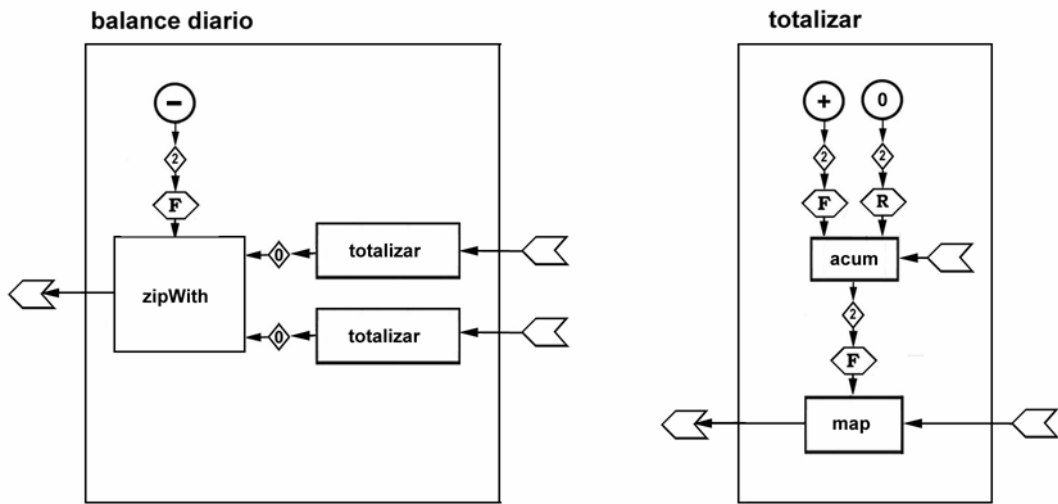 balance diario
−
2
F
zipWith
0
totalizar
0
totalizar
totalizar
+ 0
2 2
F R
acum
2
F
map